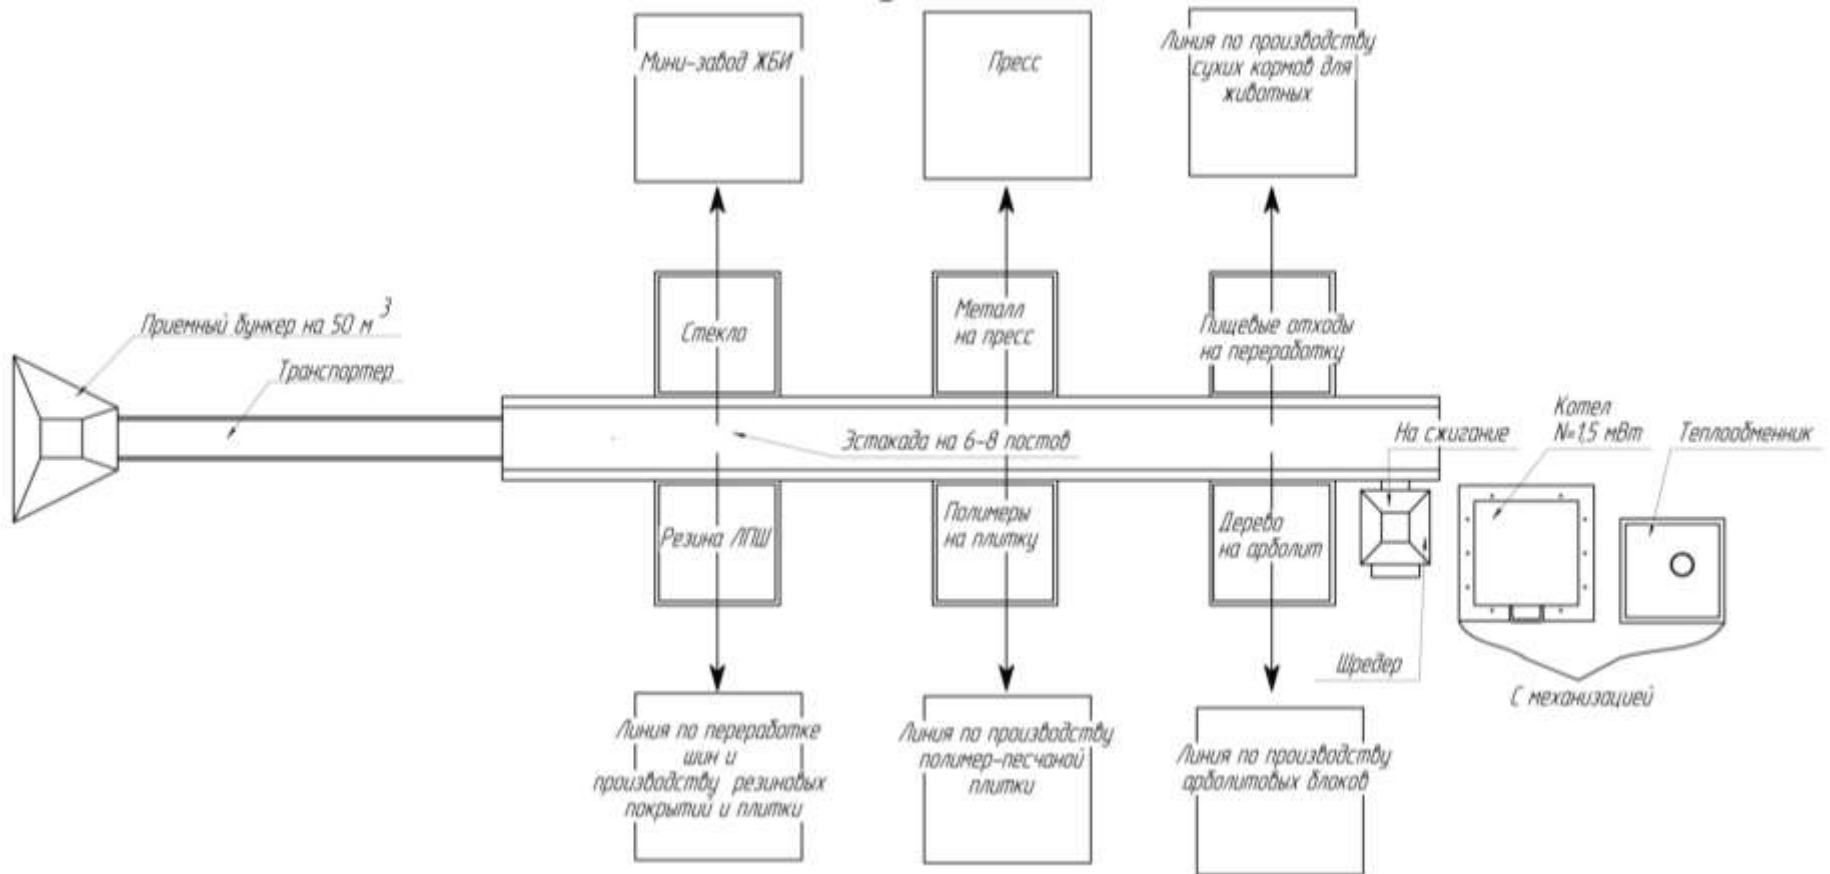 Мини-завод ЖБИ
Пресс
Линия по производству
сухих кормов для
животных
Приемный бункер на 50 м³
Транспортер
Стекла
Металл
на пресс
Пищевые отходы
на переработку
Эстакада на 6-8 постов
На сжигание
Котел
N=1,5 мВт
Теплообменник
Резина ЛПШ
Полимеры
на плитку
Дерево
на арболит
Шредер
С механизацией
Линия по переработке
шин и
производству резиновых
покрытий и плитки
Линия по производству
полимер-песчаной
плитки
Линия по производству
арболитовых блоков